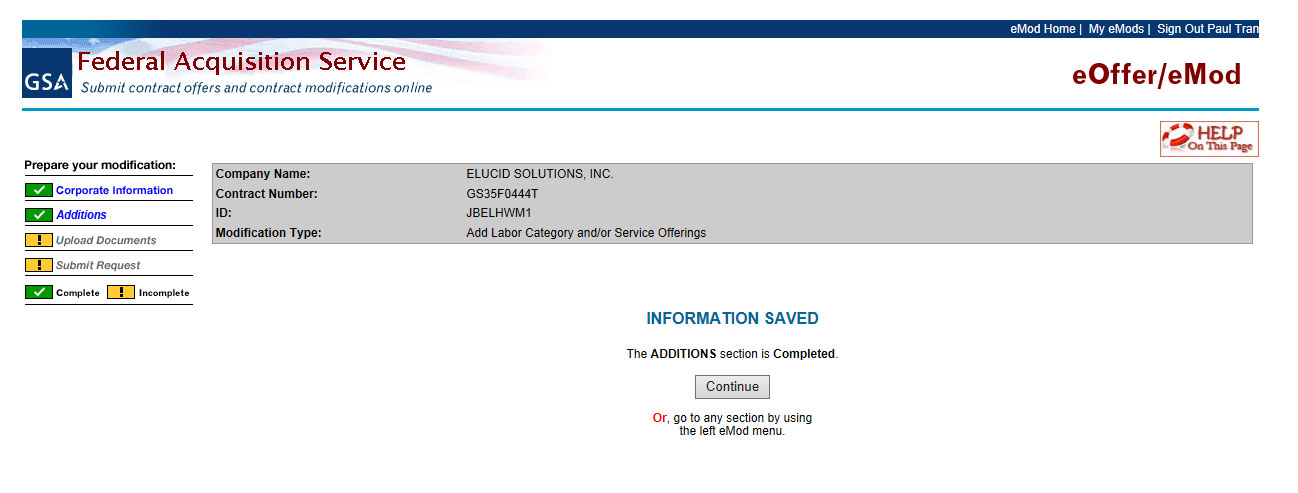 eMod Home | My eMods | Sign Out Paul Tran
GSA
Federal Acquisition Service
Submit contract offers and contract modifications online
eOffer/eMod
HELP
On This Page
Prepare your modification:
Corporate Information
Additions
Upload Documents
Submit Request
Complete Incomplete
Company Name: ELUCID SOLUTIONS, INC.
Contract Number: GS35F0444T
ID: JBELHWM1
Modification Type: Add Labor Category and/or Service Offerings
INFORMATION SAVED
The ADDITIONS section is Completed.
Continue
Or, go to any section by using
the left eMod menu.